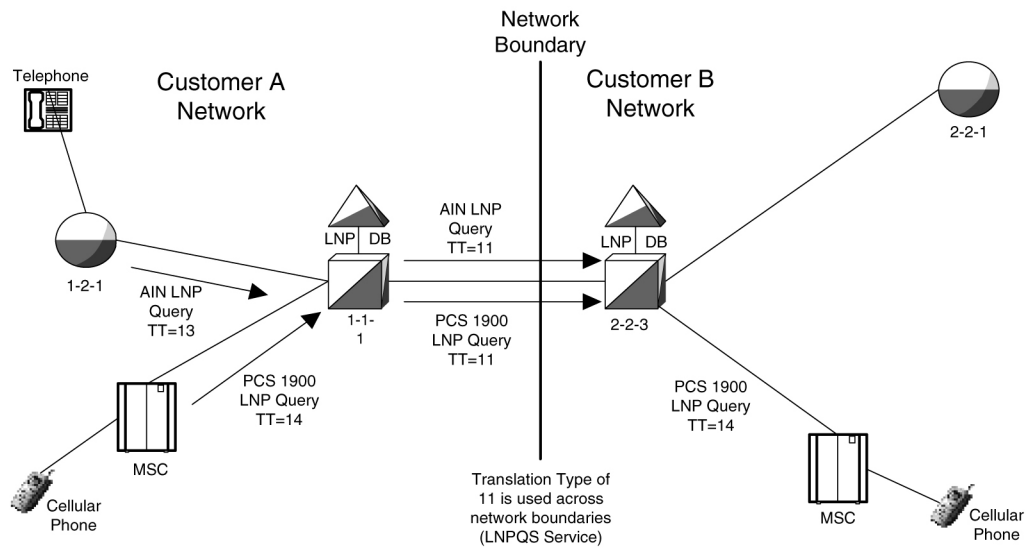 Network
Boundary
Telephone
Customer A
Network
Customer B
Network
2-2-1
LNP DB
AIN LNP
Query
TT=11
LNP DB
1-2-1
AIN LNP
Query
TT=13
1-1-
1
PCS 1900
LNP Query
TT=11
2-2-3
PCS 1900
LNP Query
TT=14
PCS 1900
LNP Query
TT=14
MSC
Cellular
Phone
Translation Type of
11 is used across
network boundaries
(LNPQS Service)
MSC
Cellular
Phone